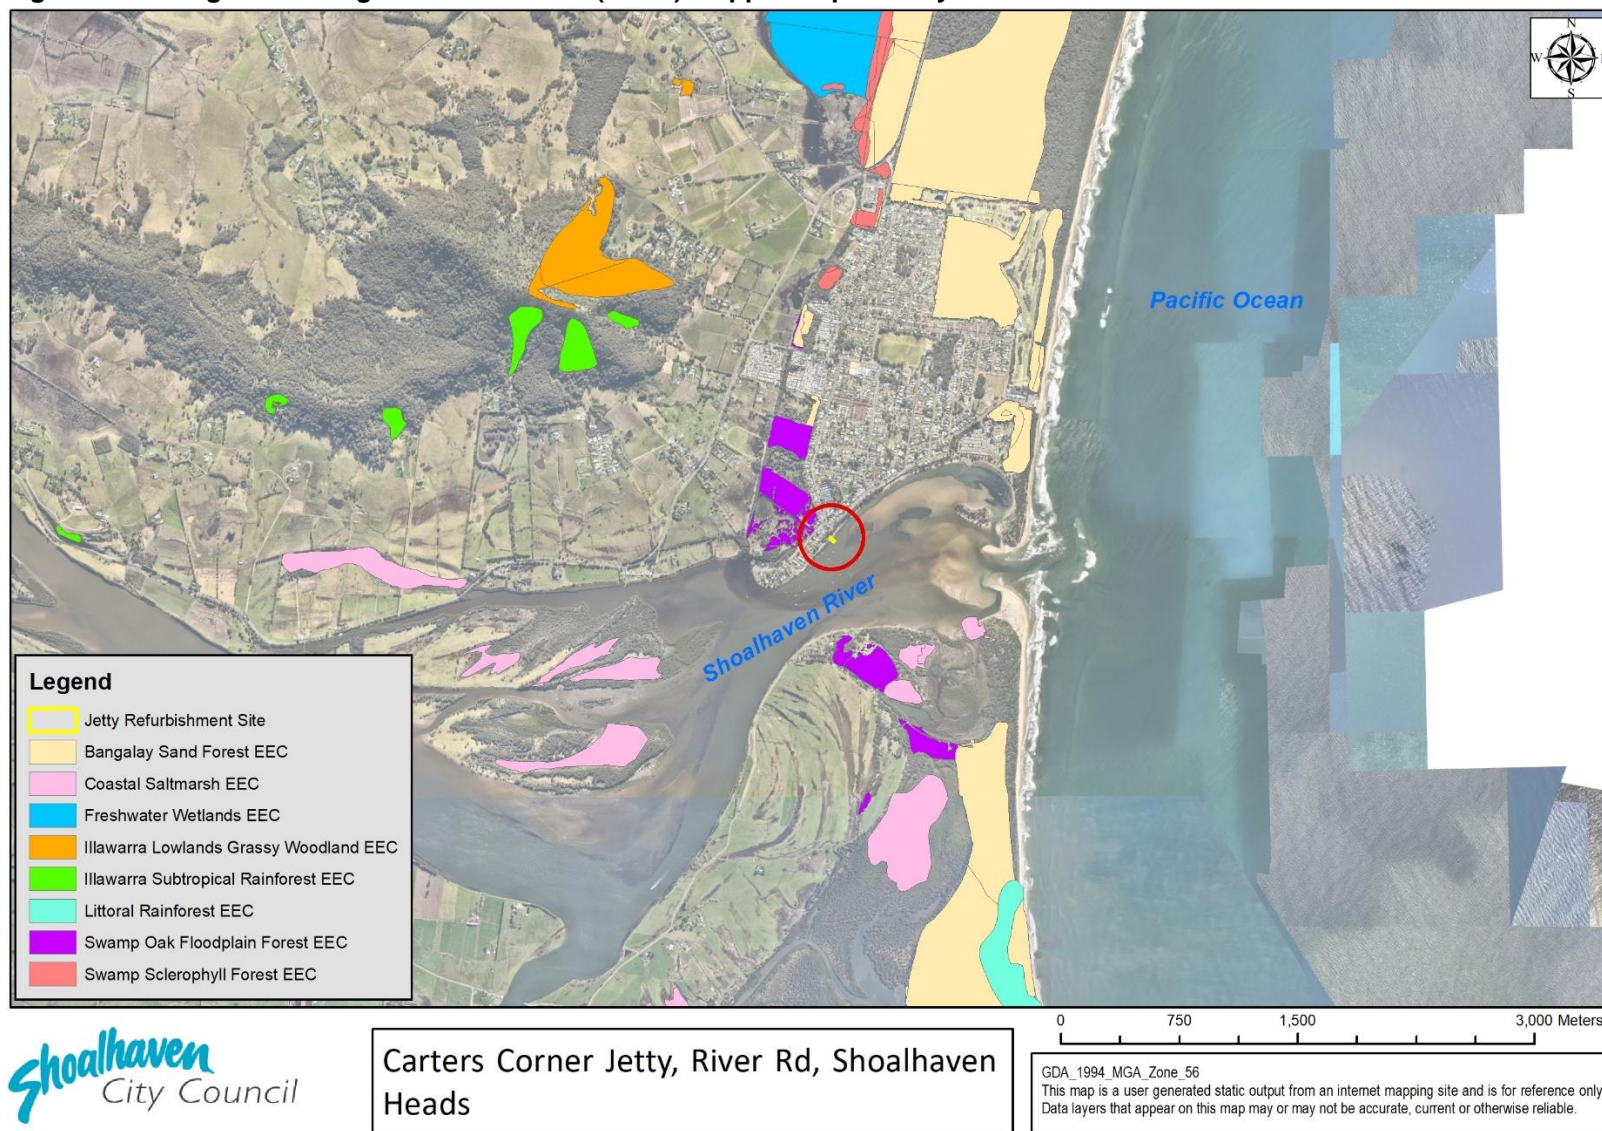 N
W
S
Pacific Ocean
Shoalhaven River
Legend
Jetty Refurbishment Site
Bangalay Sand Forest EEC
Coastal Saltmarsh EEC
Freshwater Wetlands EEC
Illawarra Lowlands Grassy Woodland EEC
Illawarra Subtropical Rainforest EEC
Littoral Rainforest EEC
Swamp Oak Floodplain Forest EEC
Swamp Sclerophyll Forest EEC
0 750 1,500 3,000 Meters
Shoalhaven
City Council
Carters Corner Jetty, River Rd, Shoalhaven
Heads
GDA_1994_MGA_Zone_56
This map is a user generated static output from an internet mapping site and is for reference only
Data layers that appear on this map may or may not be accurate, current or otherwise reliable.